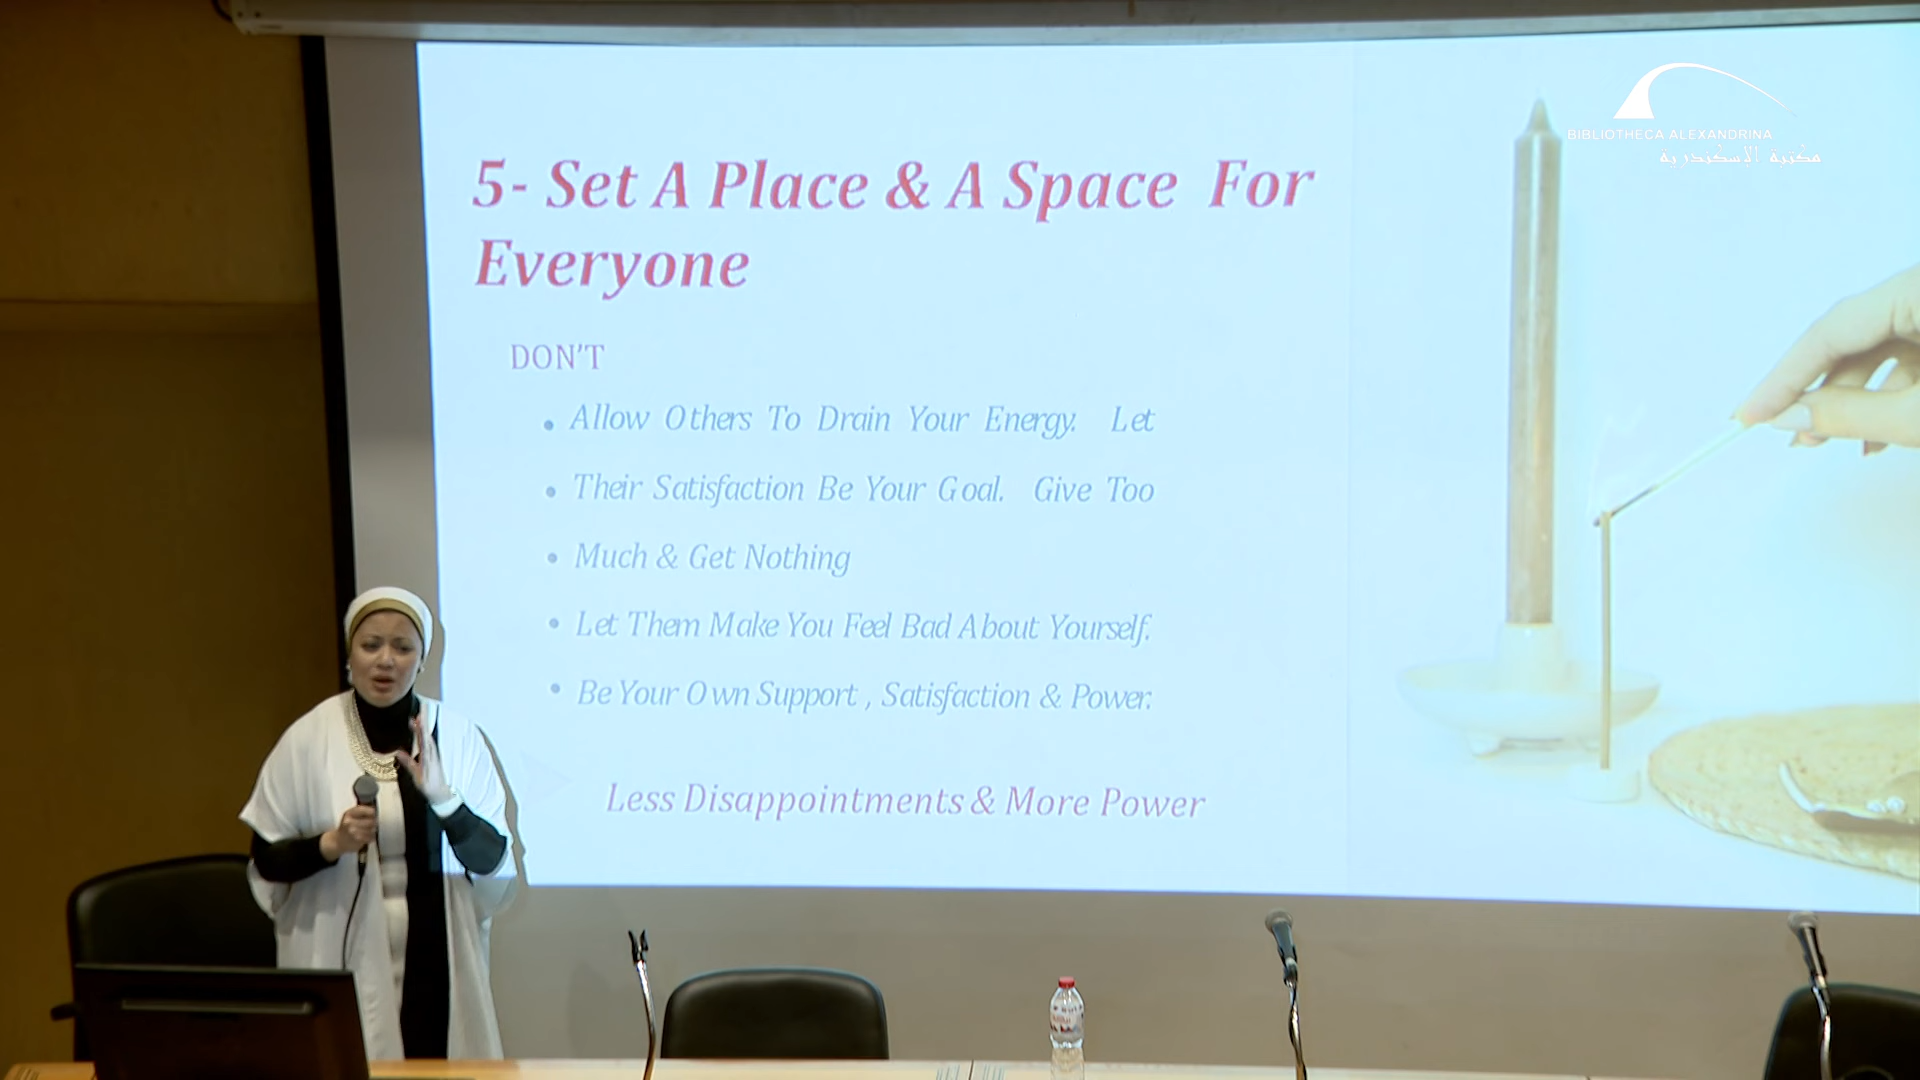 BIBLIOTHECA ALEXANDRINA
مكتبة الإسكندرية
5- Set A Place & A Space For
Everyone
DON'T
• Allow Others To Drain Your Energy. Let
• Their Satisfaction Be Your Goal. Give Too
• Much & Get Nothing
• Let Them Make You Feel Bad About Yourself.
• Be Your Own Support , Satisfaction & Power.
Less Disappointments & More Power